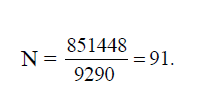 N = 851448 / 9290 = 91.